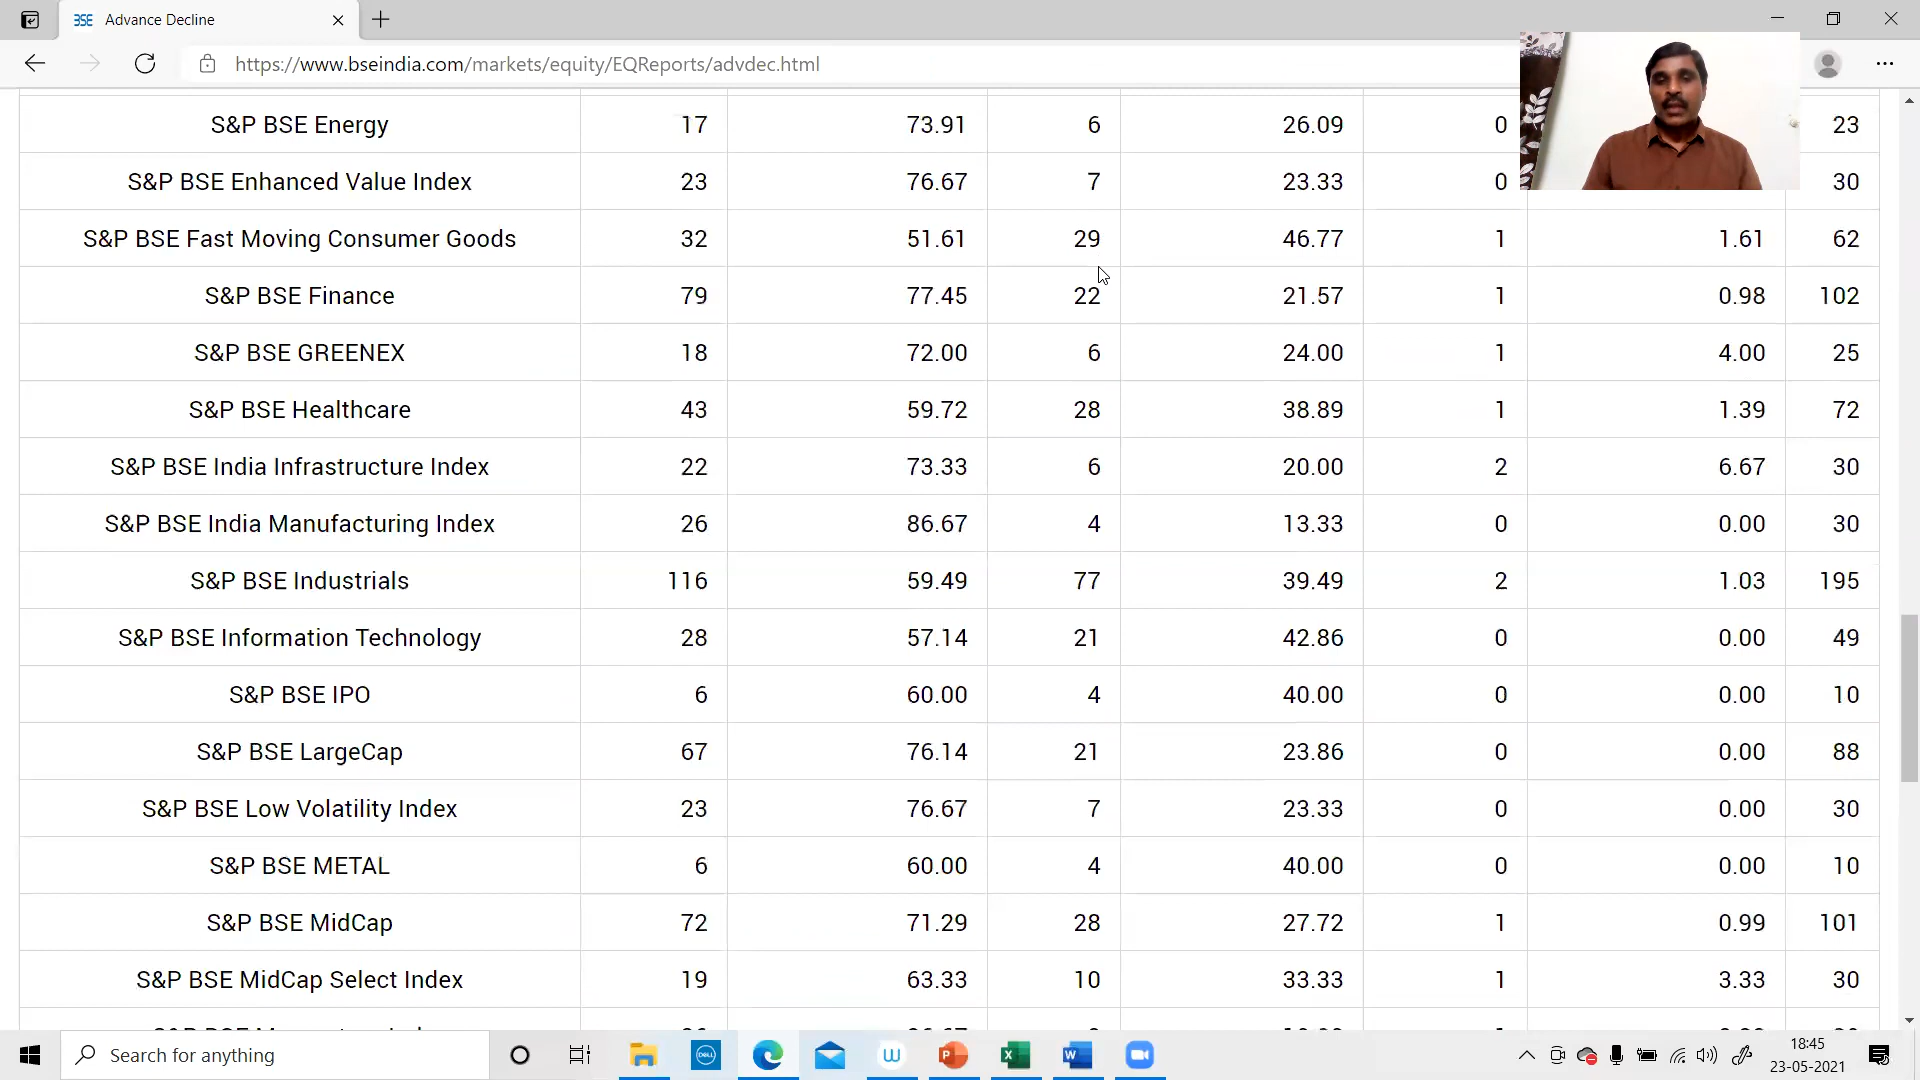 BSE Advance Decline
https://www.bseindia.com/markets/equity/EQReports/advdec.html
S&P BSE Energy 17 73.91 6 26.09 0 23
S&P BSE Enhanced Value Index 23 76.67 7 23.33 0 30
S&P BSE Fast Moving Consumer Goods 32 51.61 29 46.77 1 1.61 62
S&P BSE Finance 79 77.45 22 21.57 1 0.98 102
S&P BSE GREENEX 18 72.00 6 24.00 1 4.00 25
S&P BSE Healthcare 43 59.72 28 38.89 1 1.39 72
S&P BSE India Infrastructure Index 22 73.33 6 20.00 2 6.67 30
S&P BSE India Manufacturing Index 26 86.67 4 13.33 0 0.00 30
S&P BSE Industrials 116 59.49 77 39.49 2 1.03 195
S&P BSE Information Technology 28 57.14 21 42.86 0 0.00 49
S&P BSE IPO 6 60.00 4 40.00 0 0.00 10
S&P BSE LargeCap 67 76.14 21 23.86 0 0.00 88
S&P BSE Low Volatility Index 23 76.67 7 23.33 0 0.00 30
S&P BSE METAL 6 60.00 4 40.00 0 0.00 10
S&P BSE MidCap 72 71.29 28 27.72 1 0.99 101
S&P BSE MidCap Select Index 19 63.33 10 33.33 1 3.33 30
Search for anything DELL W P X W 18:45
23-05-2021